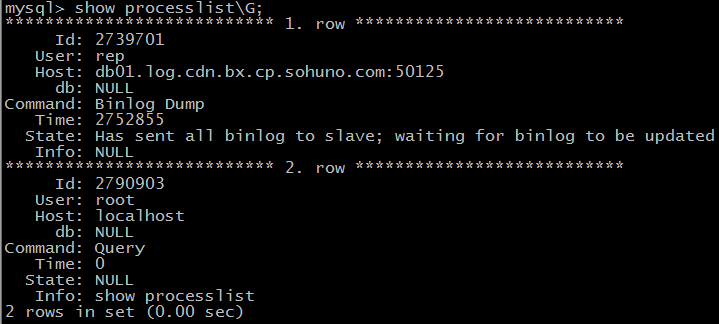 mysql> show processlist\G;
*************************** 1. row ***************************
Id: 2739701
User: rep
Host: db01.log.cdn.bx.cp.sohuno.com:50125
db: NULL
Command: Binlog Dump
Time: 2752855
State: Has sent all binlog to slave; waiting for binlog to be updated
Info: NULL
*************************** 2. row ***************************
Id: 2790903
User: root
Host: localhost
db: NULL
Command: Query
Time: 0
State: NULL
Info: show processlist
2 rows in set (0.00 sec)